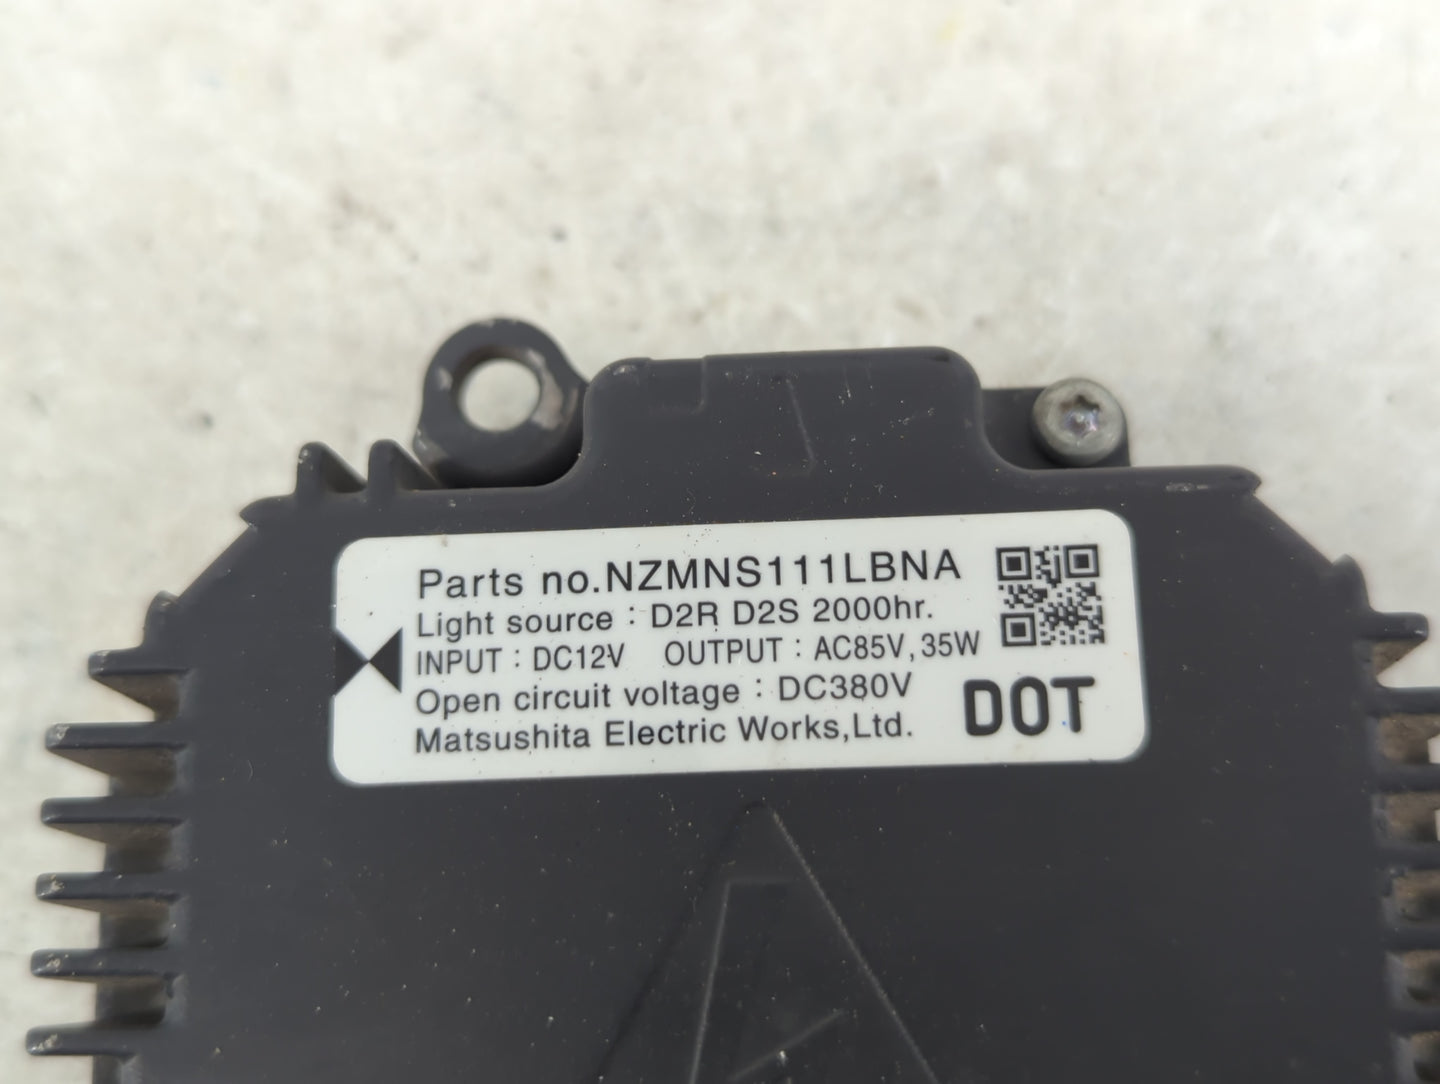 Parts no.NZMNS111LBNA
Light source : D2R D2S 2000hr.
INPUT : DC12V OUTPUT : AC85V, 35W
Open circuit voltage : DC380V
Matsushita Electric Works,Ltd.
DOT